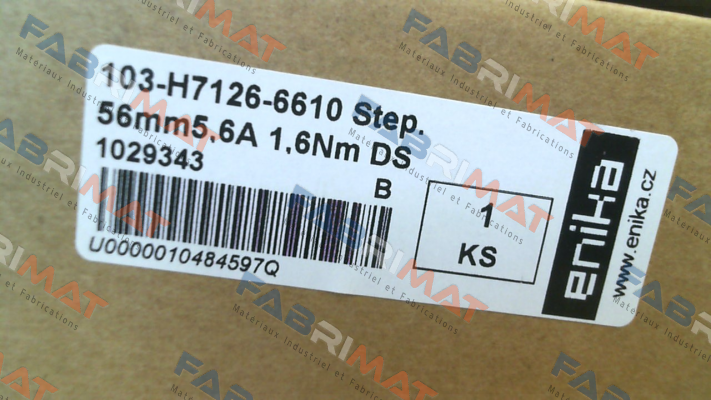 103-H7126-6610 Step.
56mm5.6A 1.6Nm DS
1029343
B
U0000010484597Q
1
KS
enika
www.enika.cz
FABRIMAT
Materiaux Industriel et Fabrications